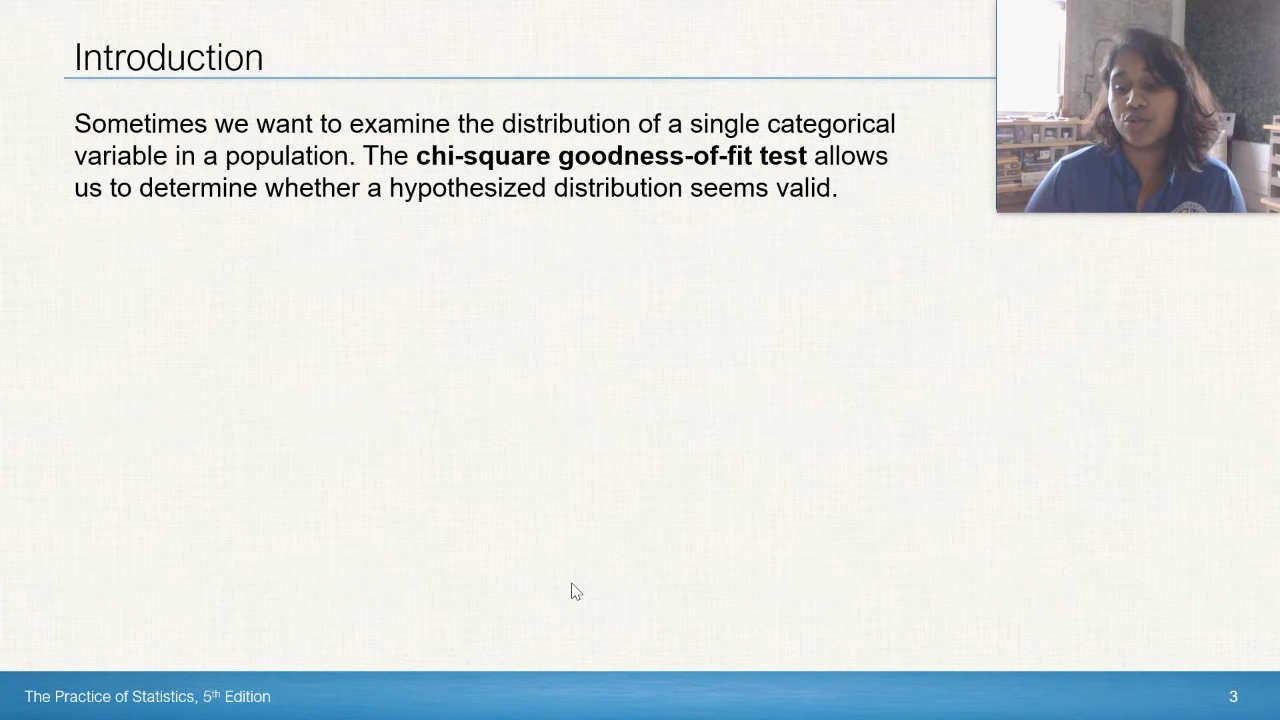 Introduction
Sometimes we want to examine the distribution of a single categorical
variable in a population. The chi-square goodness-of-fit test allows
us to determine whether a hypothesized distribution seems valid.
The Practice of Statistics, 5th Edition
3